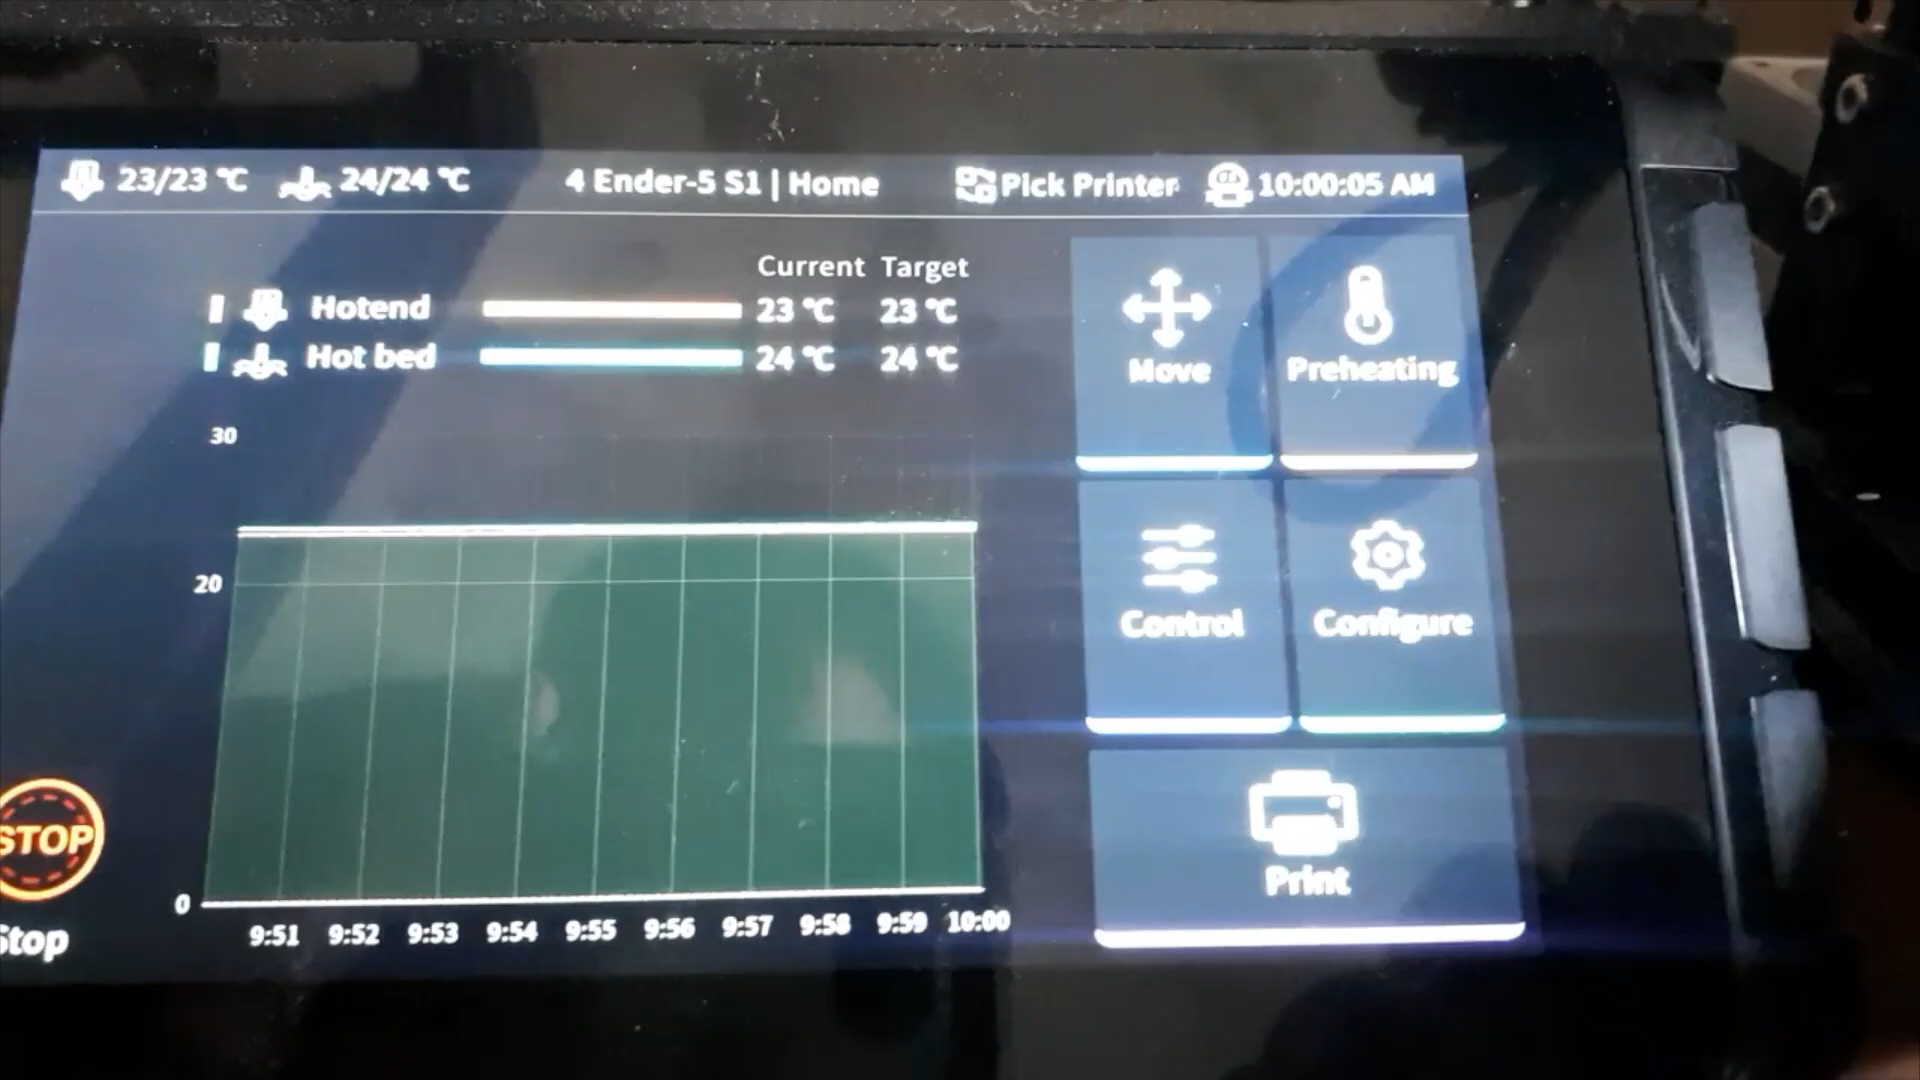 23/23 ℃ 24/24 ℃ 4 Ender-5 S1 | Home Pick Printer 10:00:05 AM
Current Target
Hotend 23 ℃ 23 ℃
Hot bed 24 ℃ 24 ℃
30
20
0
9:51 9:52 9:53 9:54 9:55 9:56 9:57 9:58 9:59 10:00
STOP
Stop
Move
Preheating
Control
Configure
Print